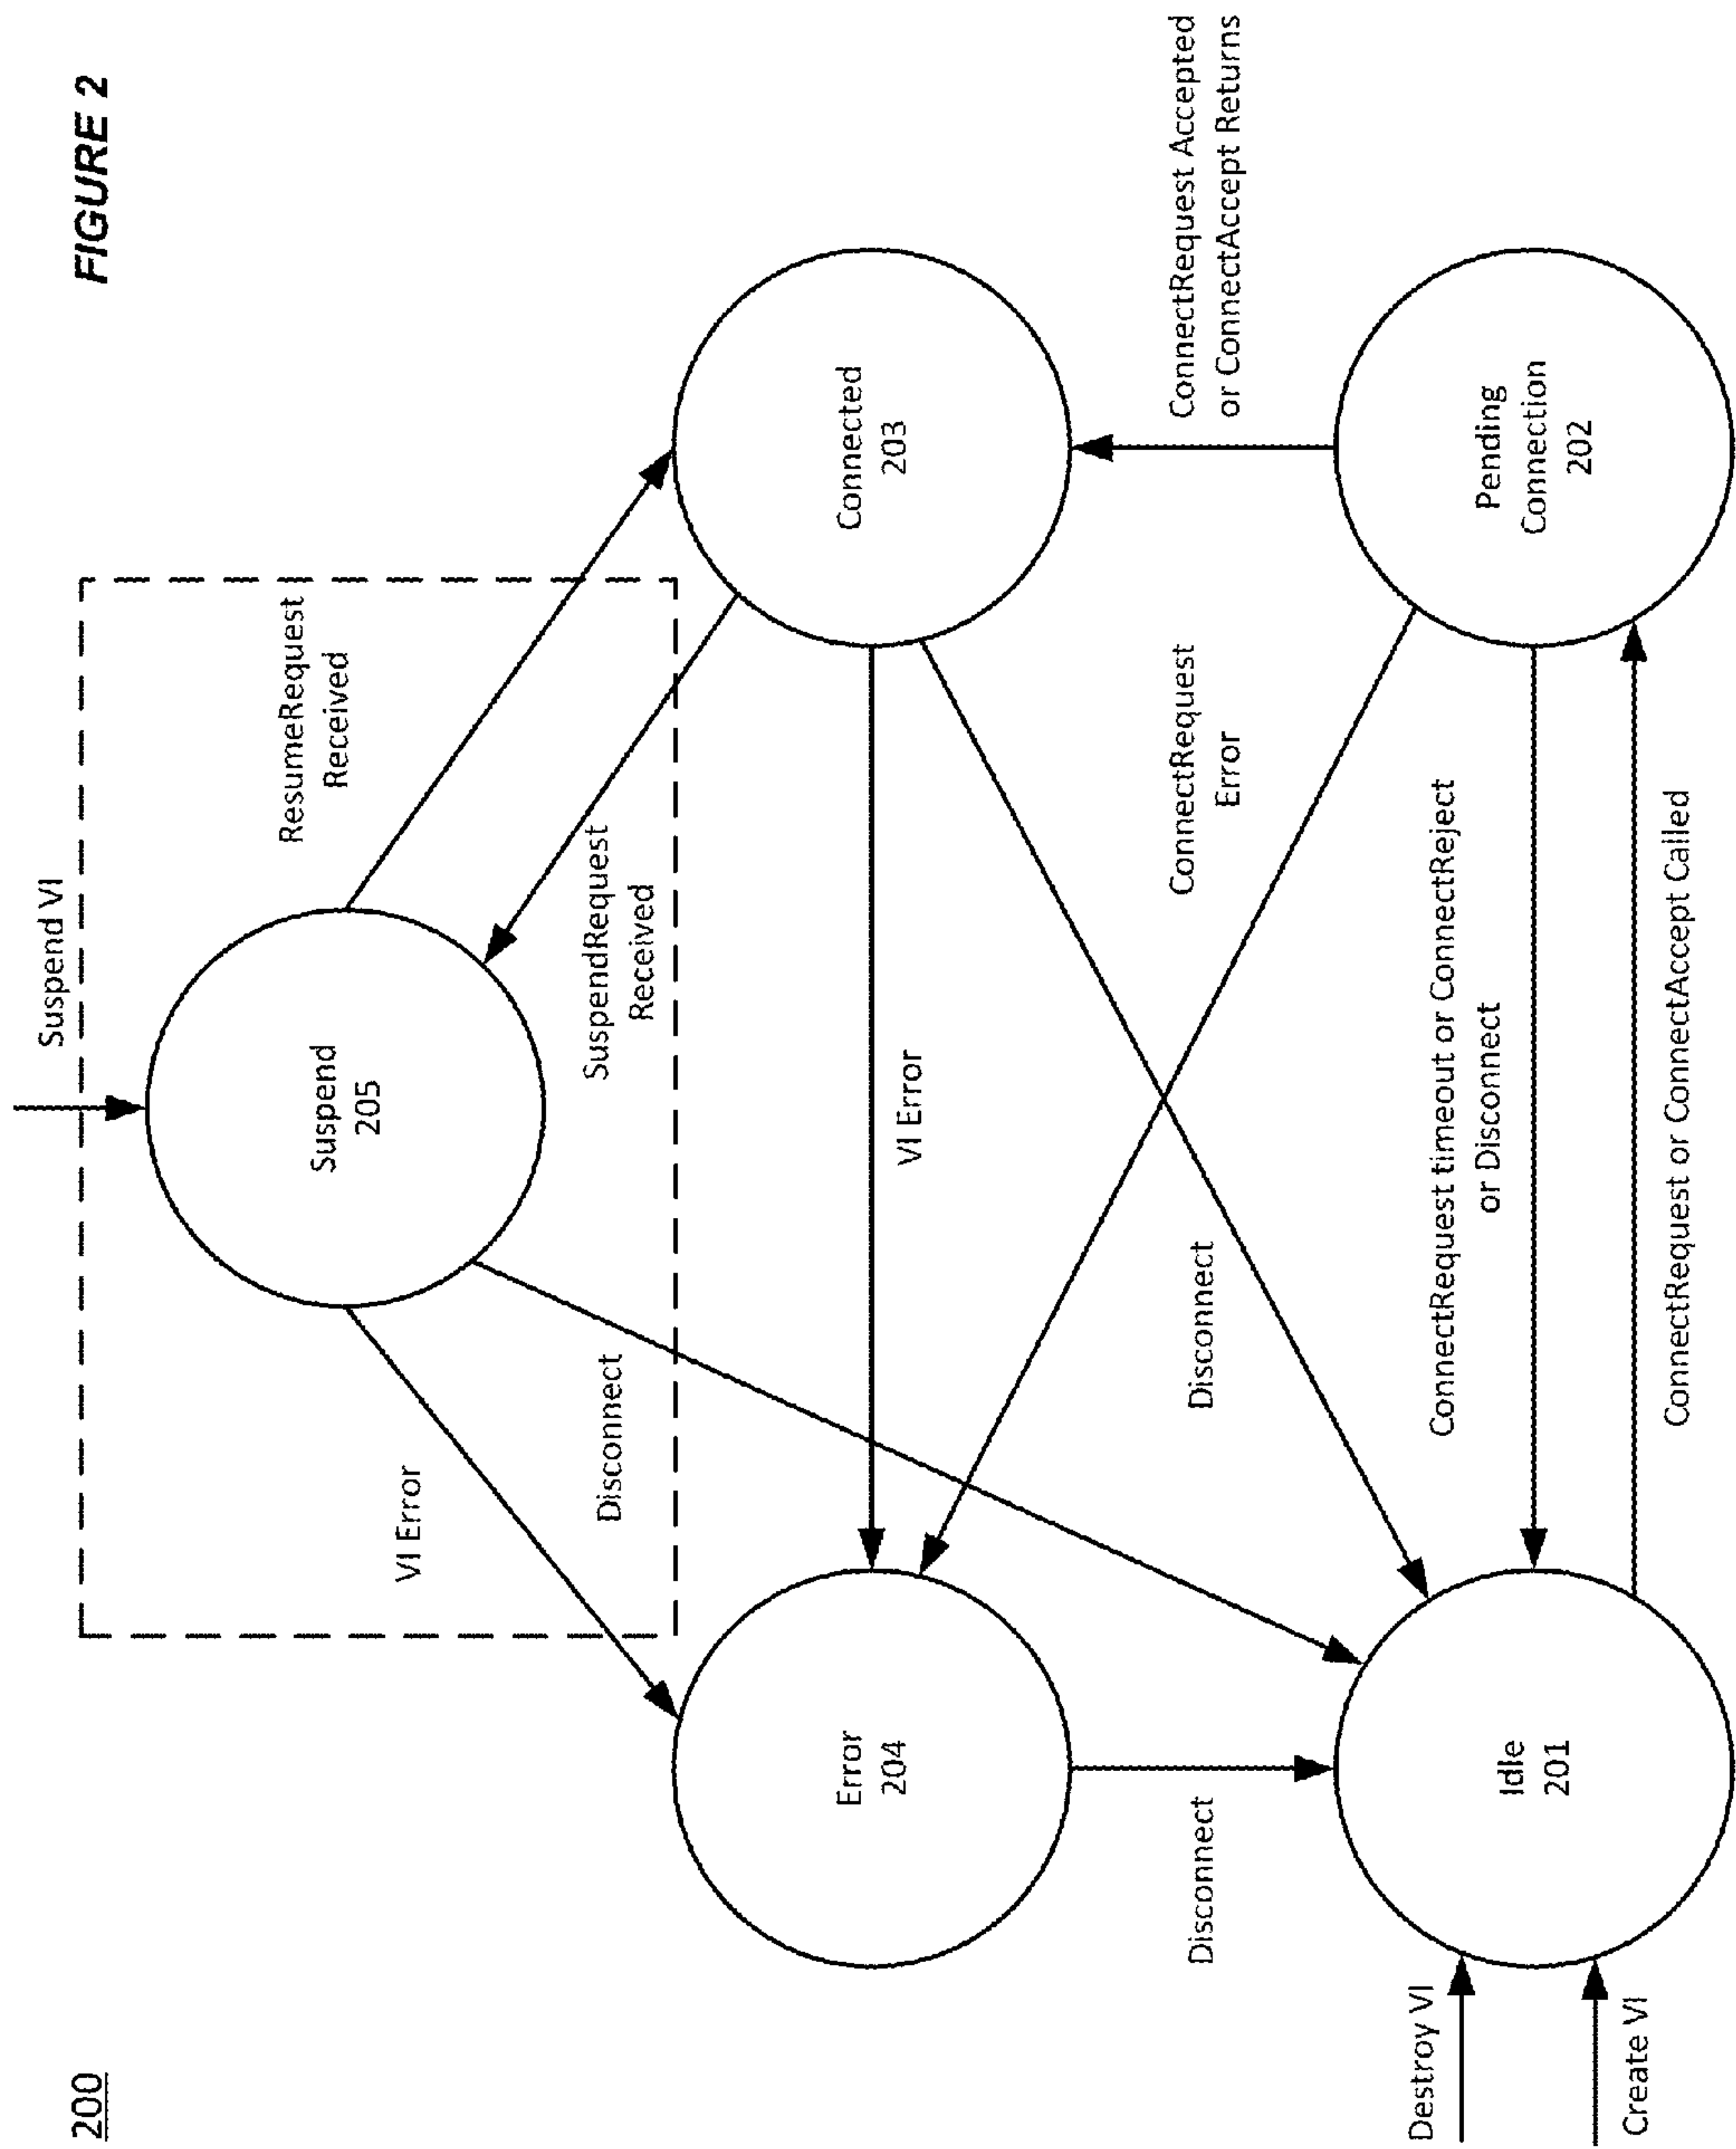 200
FIGURE 2
Suspend VI
Suspend
205
ResumeRequest
Received
SuspendRequest
Received
VI Error
Disconnect
Error
204
VI Error
Connected
203
Disconnect
Disconnect
ConnectRequest
Error
ConnectRequest Accepted
or ConnectAccept Returns
Destroy VI
Create VI
Idle
201
ConnectRequest timeout or ConnectReject
or Disconnect
ConnectRequest or ConnectAccept Called
Pending
Connection
202